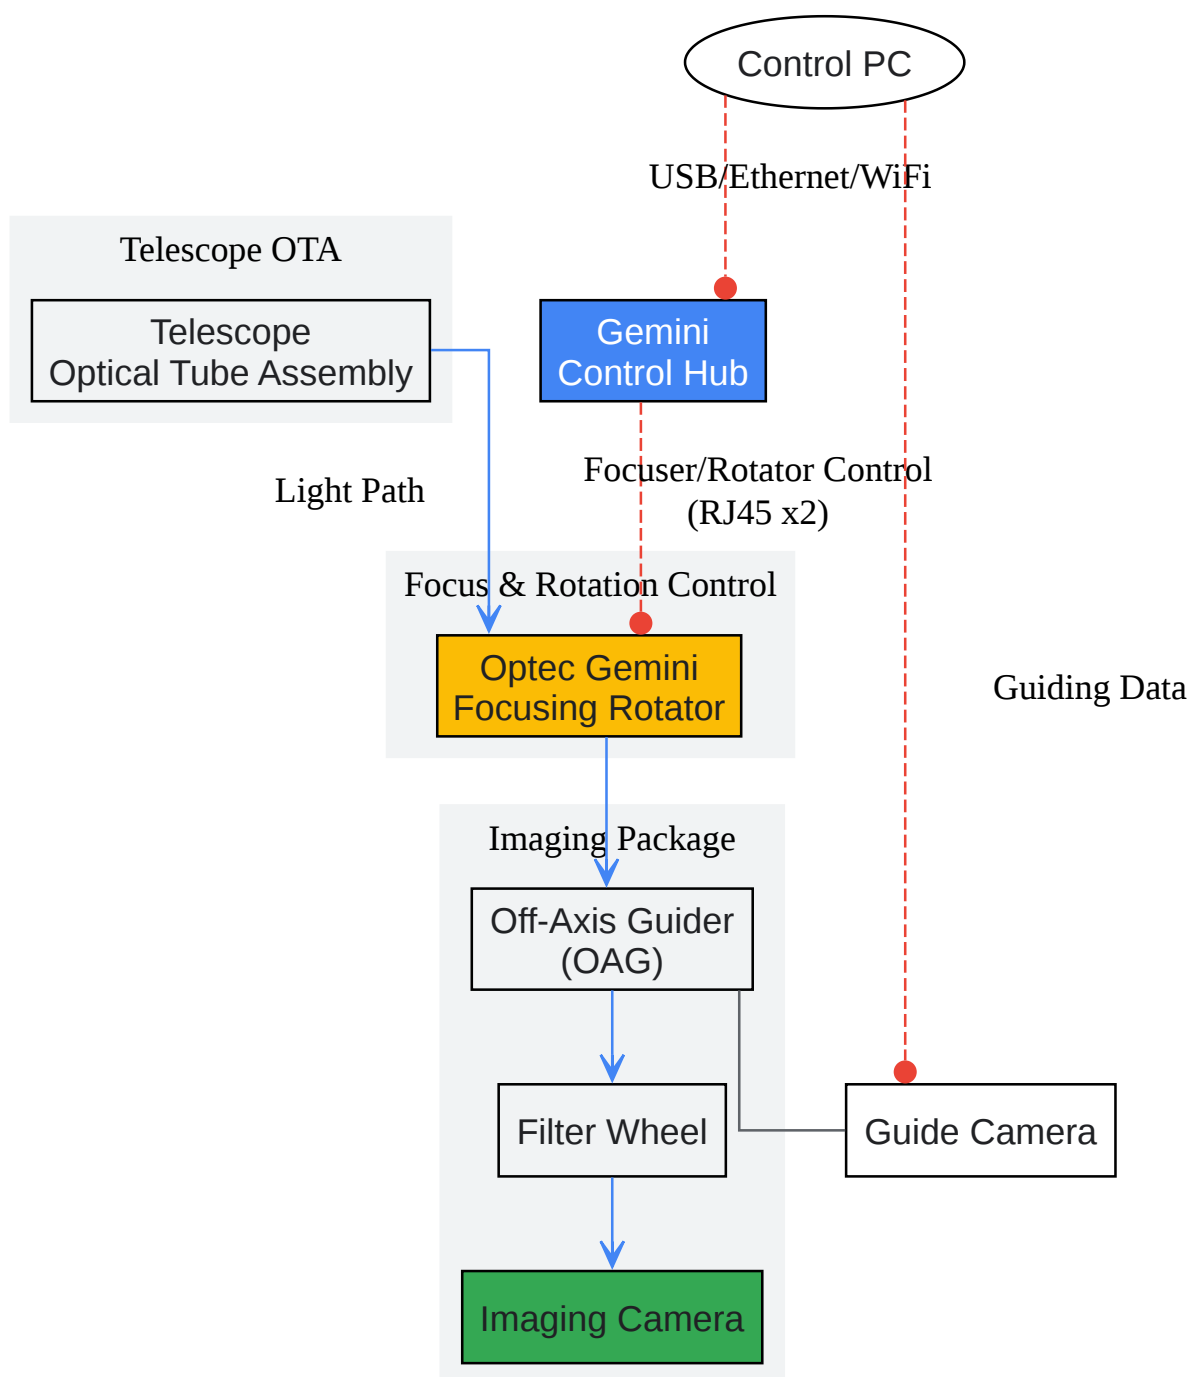 Control PC
USB/Ethernet/WiFi
Telescope OTA
Telescope
Optical Tube Assembly
Gemini
Control Hub
Light Path
Focuser/Rotator Control
(RJ45 x2)
Focus & Rotation Control
Optec Gemini
Focusing Rotator
Guiding Data
Imaging Package
Off-Axis Guider
(OAG)
Filter Wheel
Guide Camera
Imaging Camera